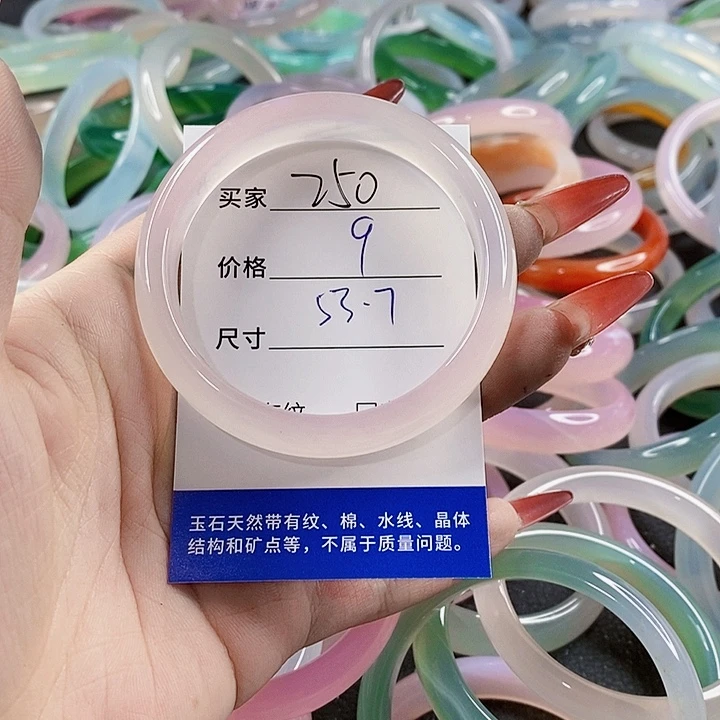 买家 250
价格 9
尺寸 53.7
玉石天然带有纹、棉、水线、晶体
结构和矿点等，不属于质量问题。